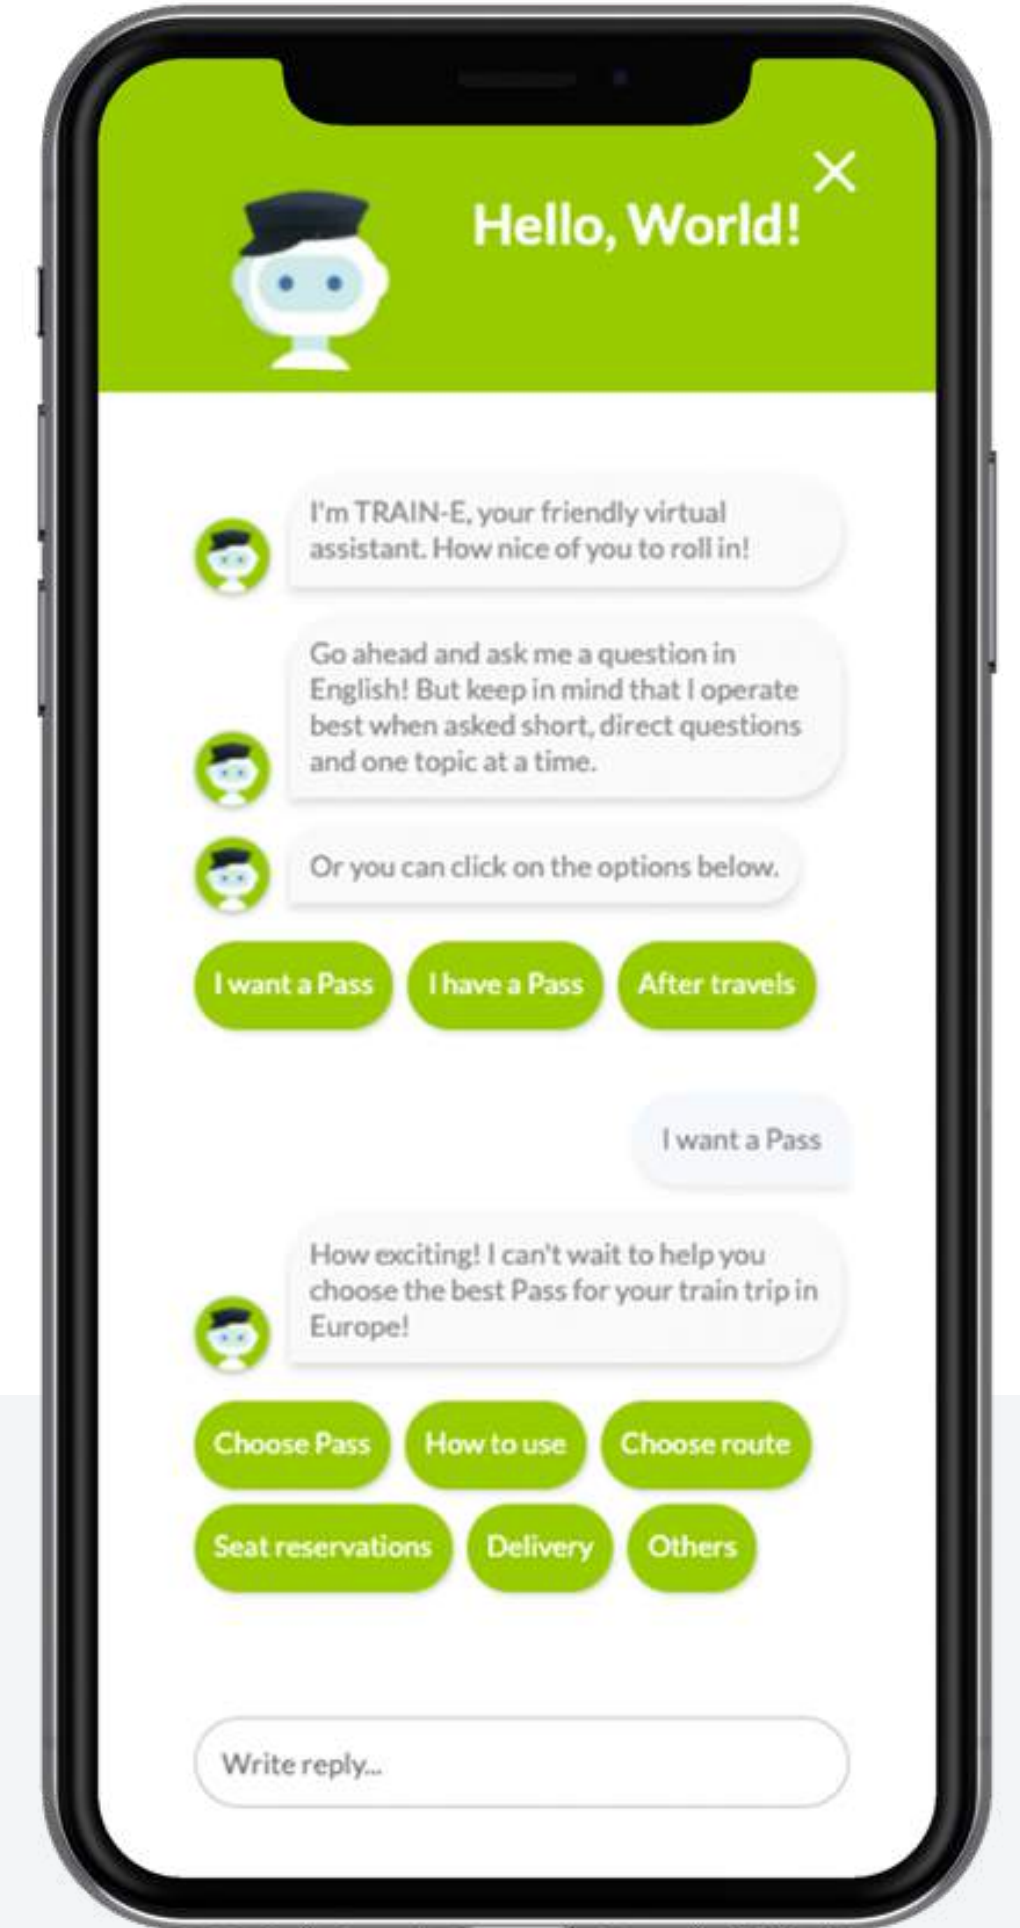 Hello, World!
I'm TRAIN-E, your friendly virtual
assistant. How nice of you to roll in!
Go ahead and ask me a question in
English! But keep in mind that I operate
best when asked short, direct questions
and one topic at a time.
Or you can click on the options below.
I want a Pass
I have a Pass
After travels
I want a Pass
How exciting! I can't wait to help you
choose the best Pass for your train trip in
Europe!
Choose Pass
How to use
Choose route
Seat reservations
Delivery
Others
Write reply...